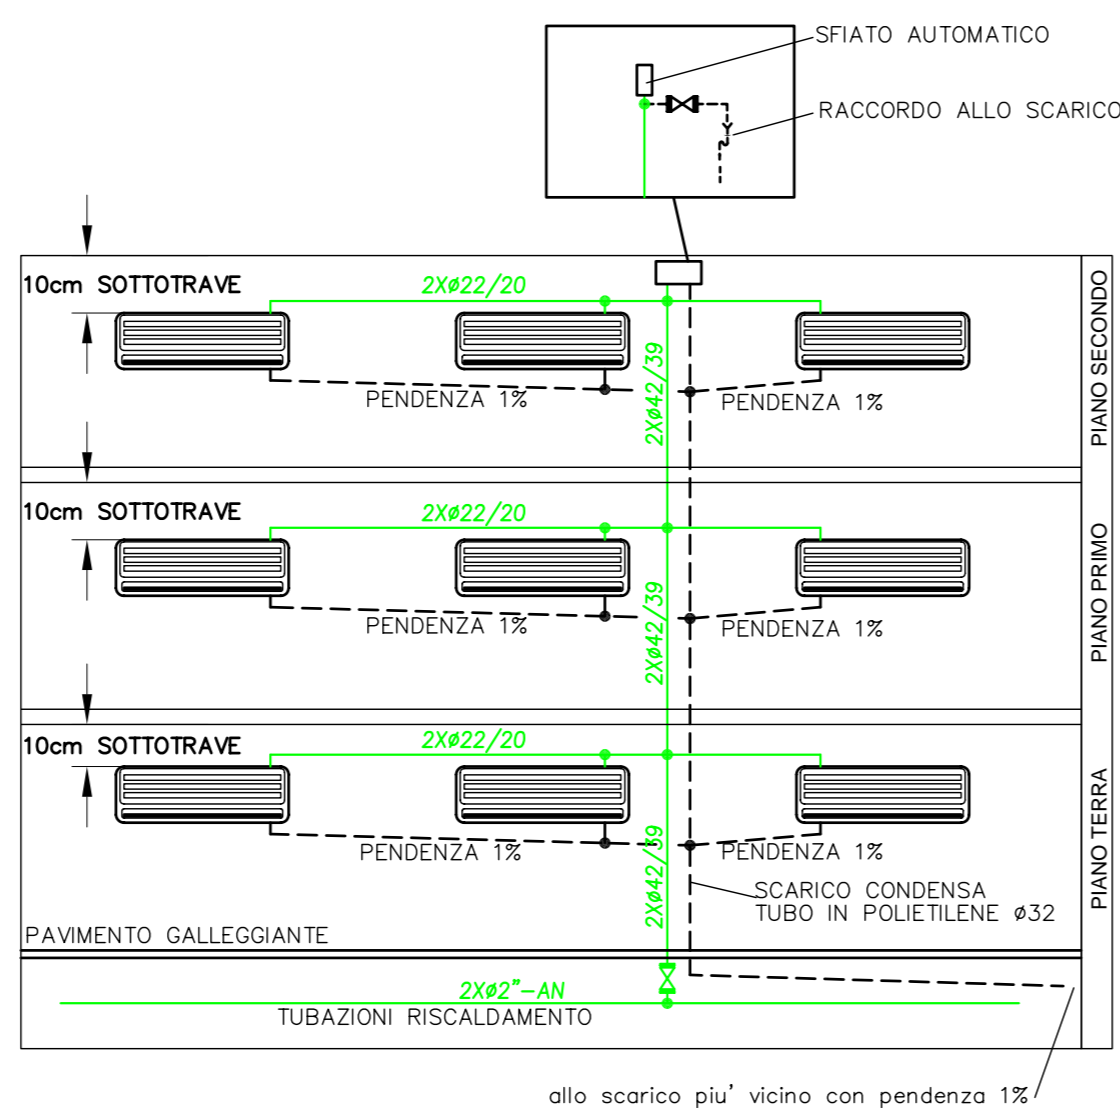 SFIATO AUTOMATICO
RACCORDO ALLO SCARICO
10cm SOTTOTRAVE
2Xø22/20
2Xø42/39
PENDENZA 1%
PENDENZA 1%
PIANO SECONDO
10cm SOTTOTRAVE
2Xø22/20
2Xø42/39
PENDENZA 1%
PENDENZA 1%
PIANO PRIMO
10cm SOTTOTRAVE
2Xø22/20
2Xø42/39
PENDENZA 1%
PENDENZA 1%
PIANO TERRA
SCARICO CONDENSA
TUBO IN POLIETILENE ø32
PAVIMENTO GALLEGGIANTE
2Xø2"-AN
TUBAZIONI RISCALDAMENTO
allo scarico piu' vicino con pendenza 1%